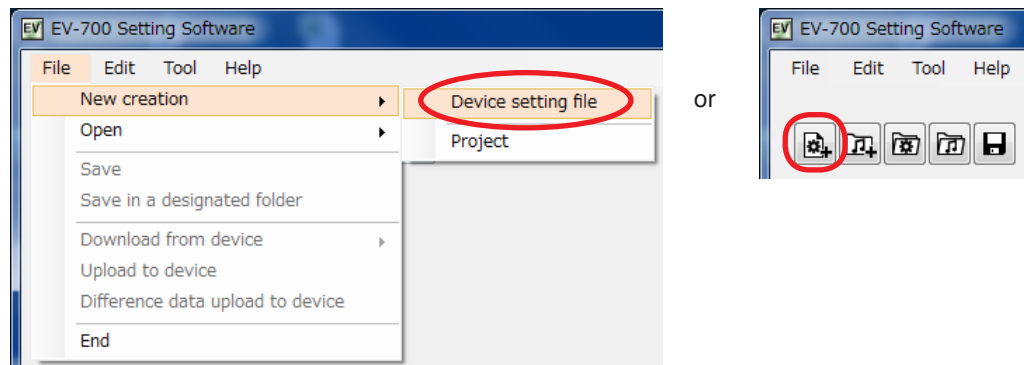 EV EV-700 Setting Software
File Edit Tool Help
New creation
Device setting file
Project
Open
Save
Save in a designated folder
Download from device
Upload to device
Difference data upload to device
End
or
EV EV-700 Setting Software
File Edit Tool Help